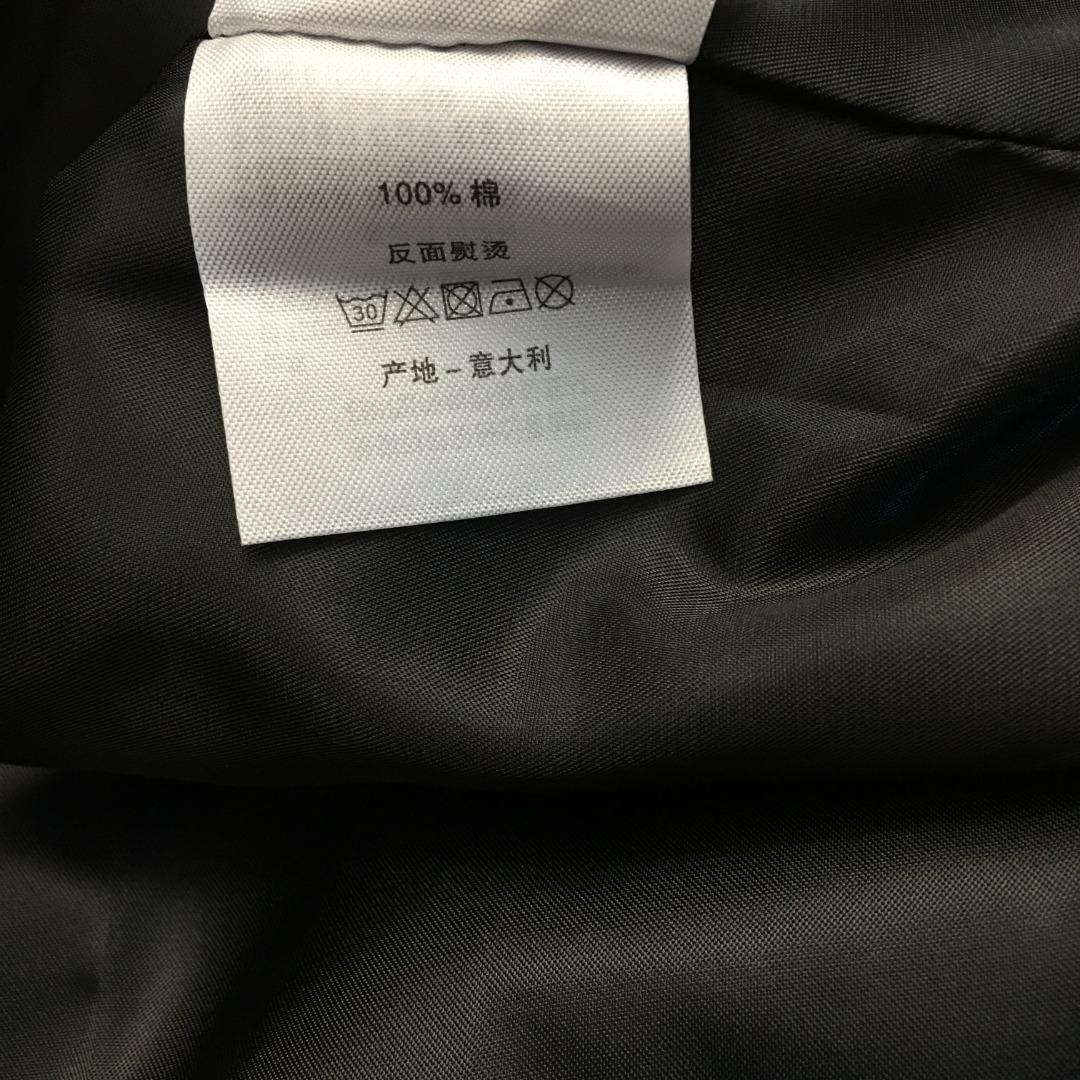 100% 棉
反面熨烫
30
产地 – 意大利